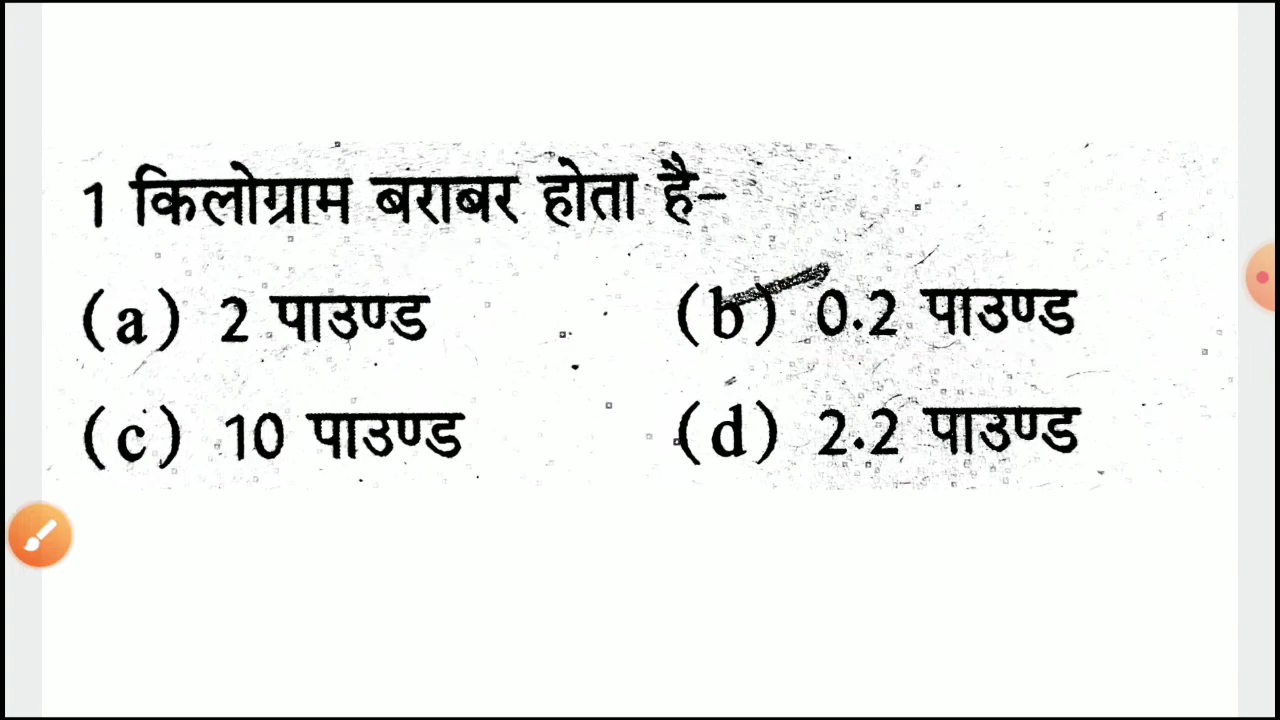 1 किलोग्राम बराबर होता है-
(a) 2 पाउण्ड (b) 0.2 पाउण्ड
(c) 10 पाउण्ड (d) 2.2 पाउण्ड